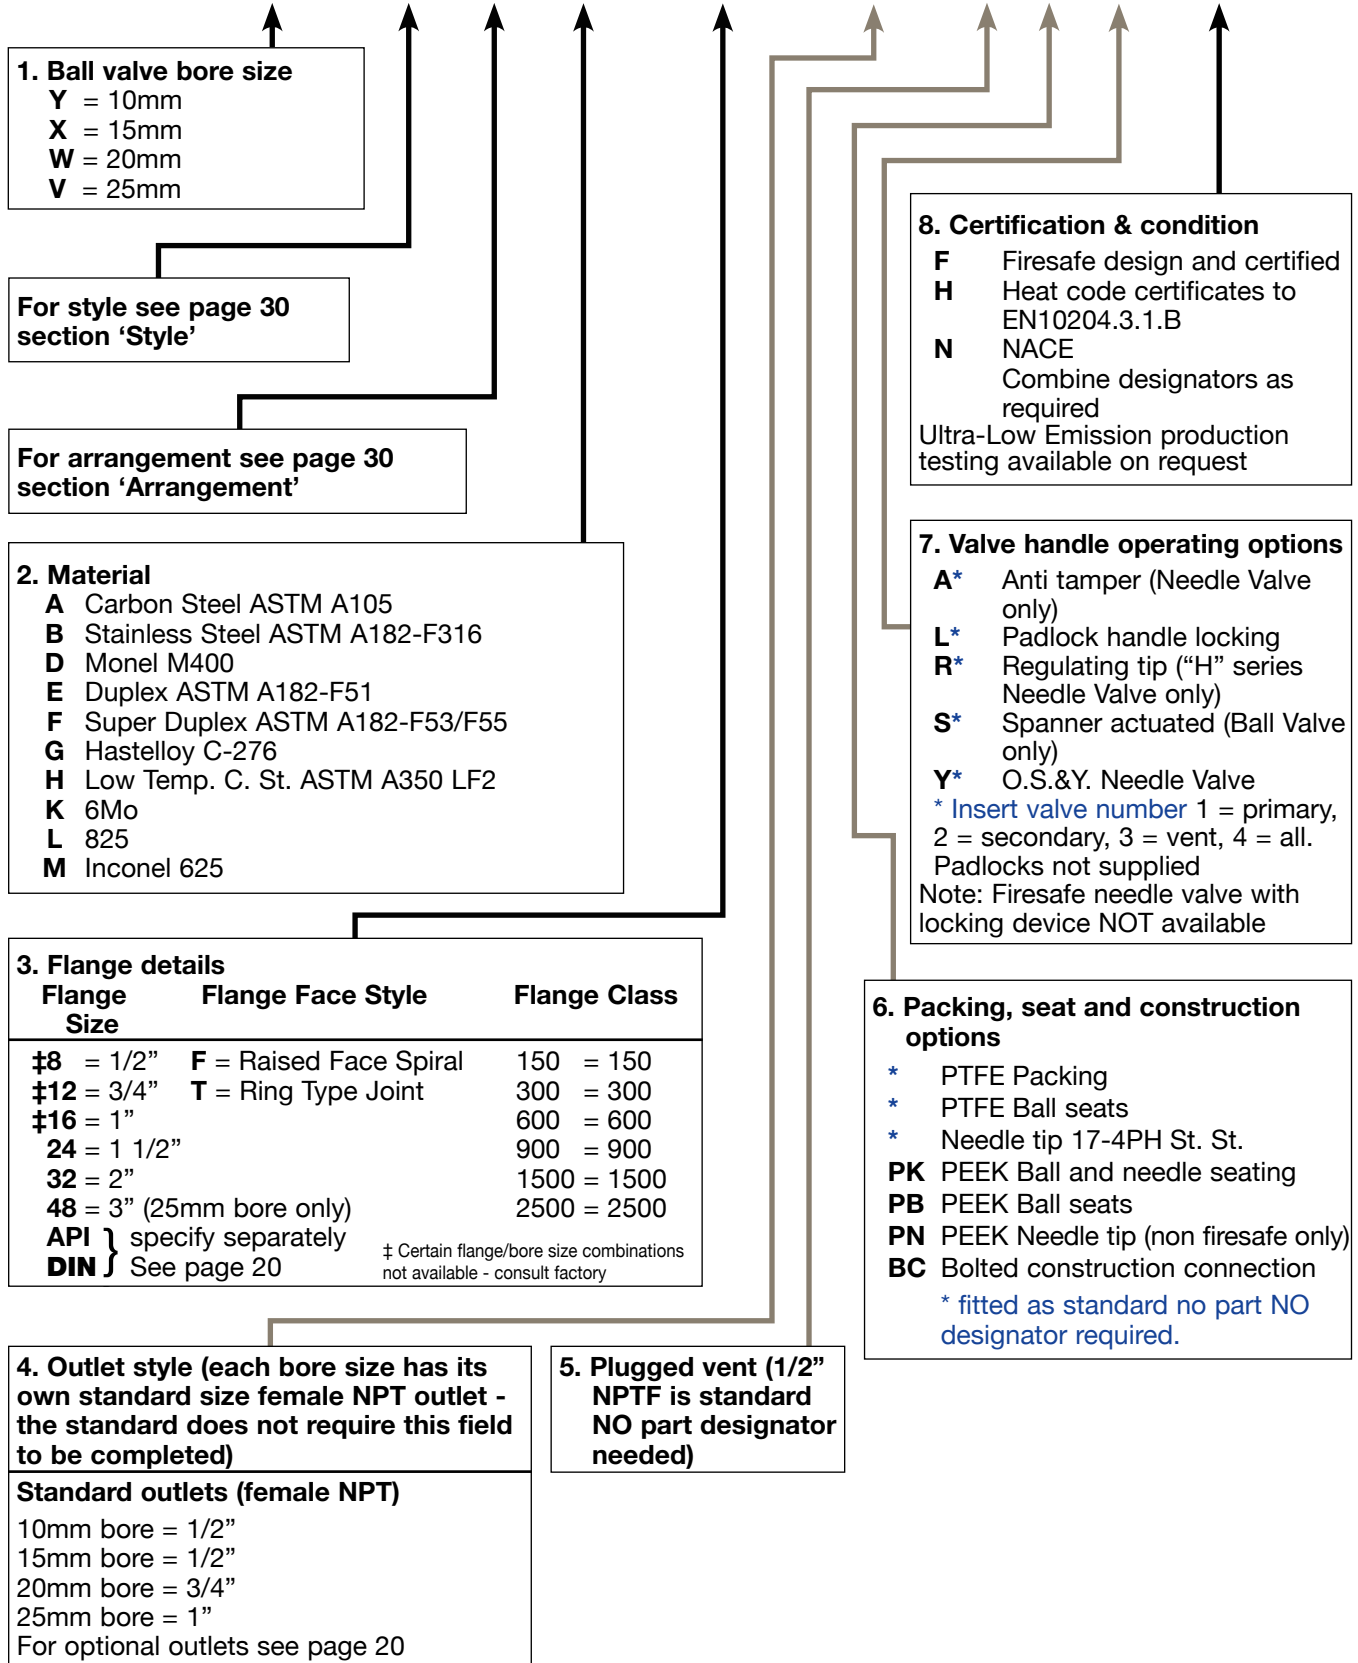 1. Ball valve bore size
Y = 10mm
X = 15mm
W = 20mm
V = 25mm
For style see page 30
section ‘Style’
For arrangement see page 30
section ‘Arrangement’
2. Material
A Carbon Steel ASTM A105
B Stainless Steel ASTM A182-F316
D Monel M400
E Duplex ASTM A182-F51
F Super Duplex ASTM A182-F53/F55
G Hastelloy C-276
H Low Temp. C. St. ASTM A350 LF2
K 6Mo
L 825
M Inconel 625
3. Flange details
Flange Flange Face Style Flange Class
Size
‡8 = 1/2” F = Raised Face Spiral 150 = 150
‡12 = 3/4” T = Ring Type Joint 300 = 300
‡16 = 1” 600 = 600
24 = 1 1/2” 900 = 900
32 = 2” 1500 = 1500
48 = 3” (25mm bore only) 2500 = 2500
API } specify separately
DIN See page 20
‡ Certain flange/bore size combinations
not available - consult factory
4. Outlet style (each bore size has its
own standard size female NPT outlet -
the standard does not require this field
to be completed)
Standard outlets (female NPT)
10mm bore = 1/2”
15mm bore = 1/2”
20mm bore = 3/4”
25mm bore = 1”
For optional outlets see page 20
5. Plugged vent (1/2”
NPTF is standard
NO part designator
needed)
6. Packing, seat and construction
options
* PTFE Packing
* PTFE Ball seats
* Needle tip 17-4PH St. St.
PK PEEK Ball and needle seating
PB PEEK Ball seats
PN PEEK Needle tip (non firesafe only)
BC Bolted construction connection
* fitted as standard no part NO
designator required.
7. Valve handle operating options
A* Anti tamper (Needle Valve
only)
L* Padlock handle locking
R* Regulating tip (“H” series
Needle Valve only)
S* Spanner actuated (Ball Valve
only)
Y* O.S.&Y. Needle Valve
* Insert valve number 1 = primary,
2 = secondary, 3 = vent, 4 = all.
Padlocks not supplied
Note: Firesafe needle valve with
locking device NOT available
8. Certification & condition
F Firesafe design and certified
H Heat code certificates to
EN10204.3.1.B
N NACE
Combine designators as
required
Ultra-Low Emission production
testing available on request